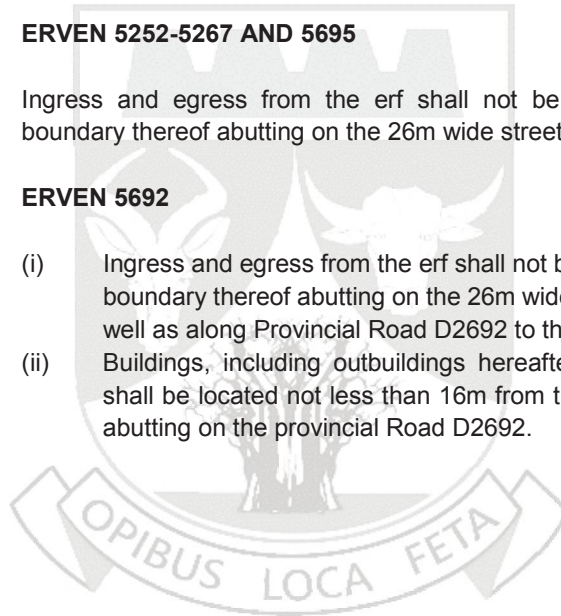 ERVEN 5252-5267 AND 5695
Ingress and egress from the erf shall not be
boundary thereof abutting on the 26m wide street
ERVEN 5692
(i) Ingress and egress from the erf shall not b
boundary thereof abutting on the 26m wid
well as along Provincial Road D2692 to th
(ii) Buildings, including outbuildings hereafte
shall be located not less than 16m from t
abutting on the provincial Road D2692.
OPIBUS LOCA FETA